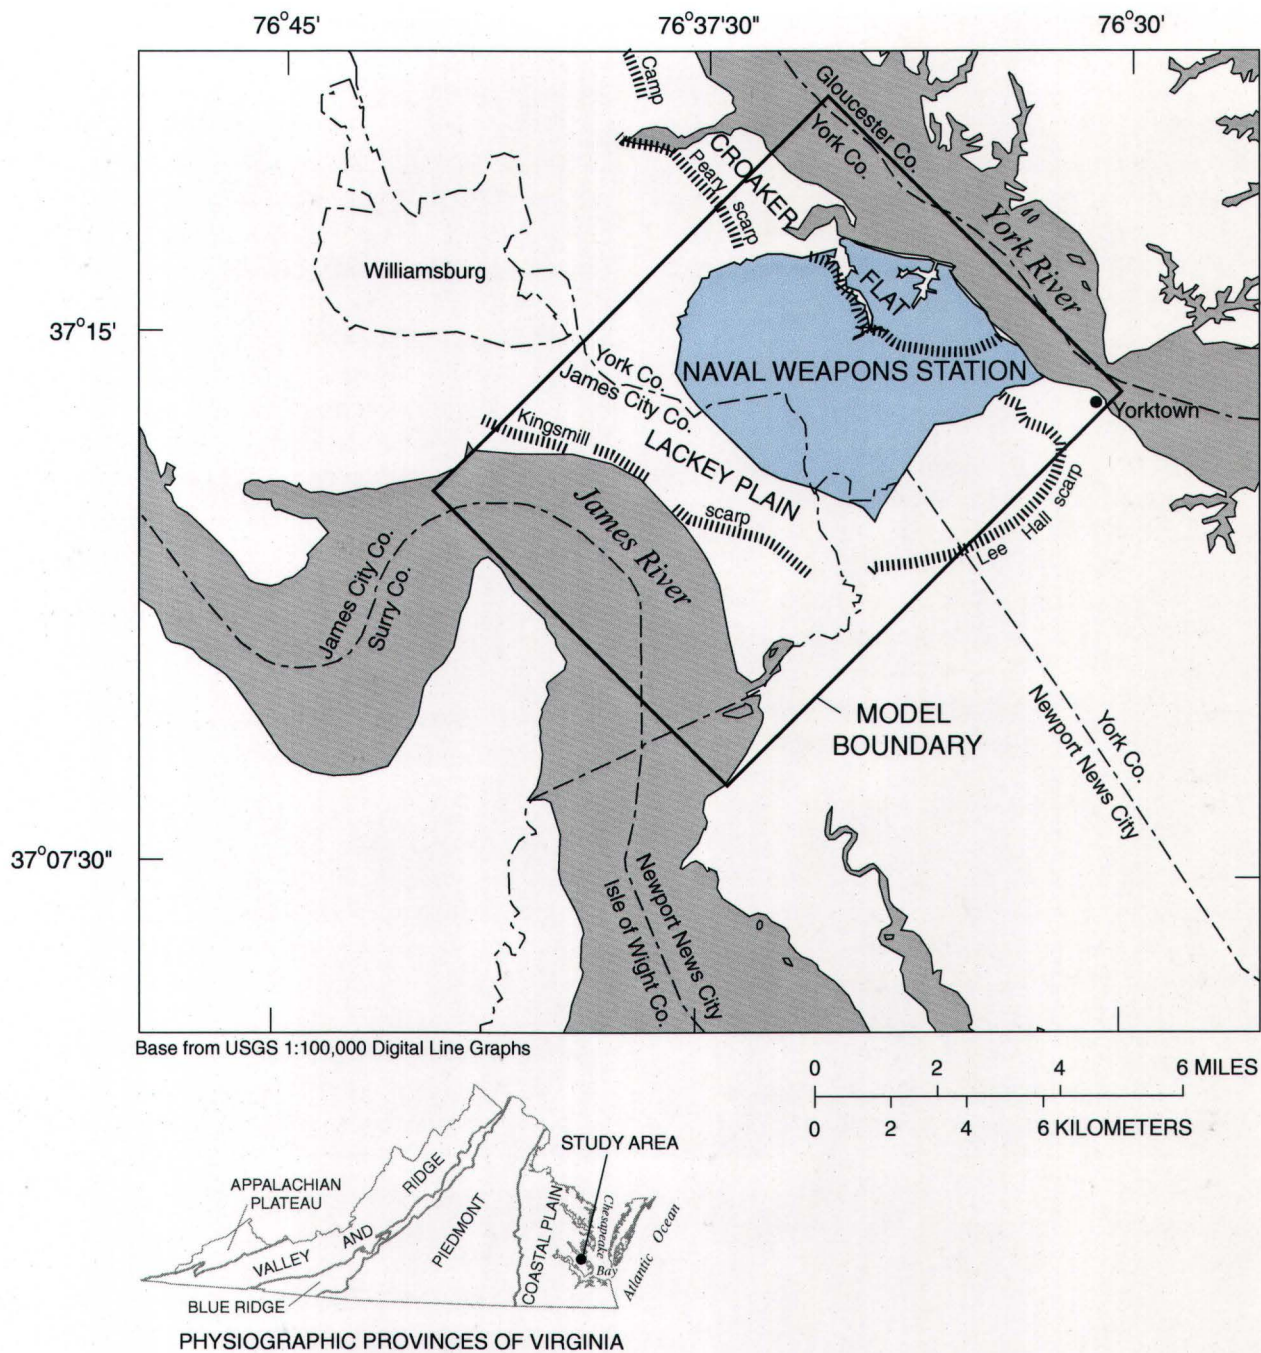 76°45'
76°37'30"
76°30'
Camp
Gloucester Co.
York Co.
CROAKER
Peary
scarp
York River
Williamsburg
FLAT
37°15'
NAVAL WEAPONS STATION
York Co.
James City Co.
Yorktown
Kingsmill
LACKEY PLAIN
scarp
James River
Lee Hall scarp
James City Co.
Surry Co.
MODEL
BOUNDARY
York Co.
Newport News City
37°07'30"
Newport News City
Isle of Wight Co.
Base from USGS 1:100,000 Digital Line Graphs
0 2 4 6 MILES
0 2 4 6 KILOMETERS
STUDY AREA
APPALACHIAN
PLATEAU
VALLEY AND RIDGE
PIEDMONT
COASTAL PLAIN
Chesapeake
Bay
Atlantic Ocean
BLUE RIDGE
PHYSIOGRAPHIC PROVINCES OF VIRGINIA